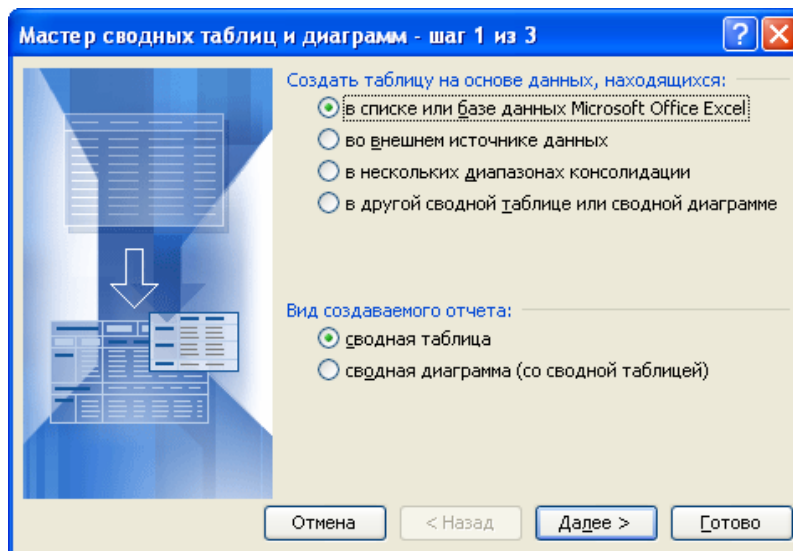 Мастер сводных таблиц и диаграмм - шаг 1 из 3
Создать таблицу на основе данных, находящихся:
в списке или базе данных Microsoft Office Excel
во внешнем источнике данных
в нескольких диапазонах консолидации
в другой сводной таблице или сводной диаграмме
Вид создаваемого отчета:
сводная таблица
сводная диаграмма (со сводной таблицей)
Отмена
< Назад
Далее >
Готово